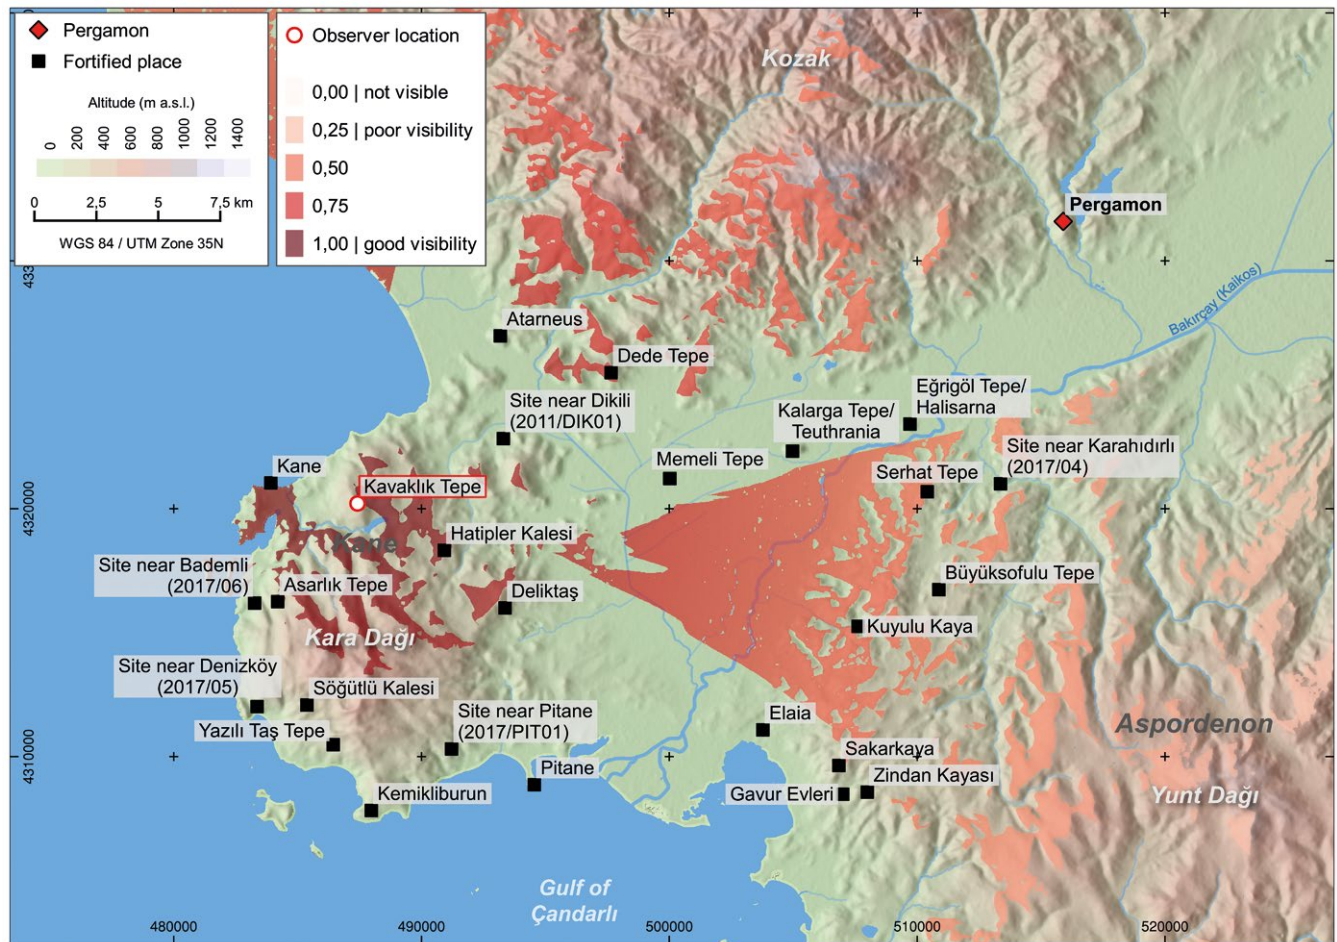 Pergamon
Fortified place
Altitude (m a.s.l.)
0 200 400 600 800 1000 1200 1400
0 2,5 5 7,5 km
WGS 84 / UTM Zone 35N
Observer location
0,00 | not visible
0,25 | poor visibility
0,50
0,75
1,00 | good visibility
Kozak
Pergamon
Bakırçay (Kaikos)
Atarneus
Dede Tepe
Site near Dikili
(2011/DIK01)
Eğrigöl Tepe/
Halisarna
Kalarga Tepe/
Teuthrania
Site near Karahıdırlı
(2017/04)
Memeli Tepe
Serhat Tepe
Kane
Kavaklık Tepe
4320000
Kane
Hatipler Kalesi
Site near Bademli
(2017/06)
Asarlık Tepe
Deliktaş
Büyüksofulu Tepe
Kuyulu Kaya
Kara Dağı
Site near Denizköy
(2017/05)
Söğütlü Kalesi
Yazılı Taş Tepe
Site near Pitane
(2017/PIT01)
Elaia
Aspordenon
4310000
Sakarkaya
Pitane
Zindan Kayası
Gavur Evleri
Yunt Dağı
Kemikliburun
Gulf of
Çandarlı
480000 490000 500000 510000 520000